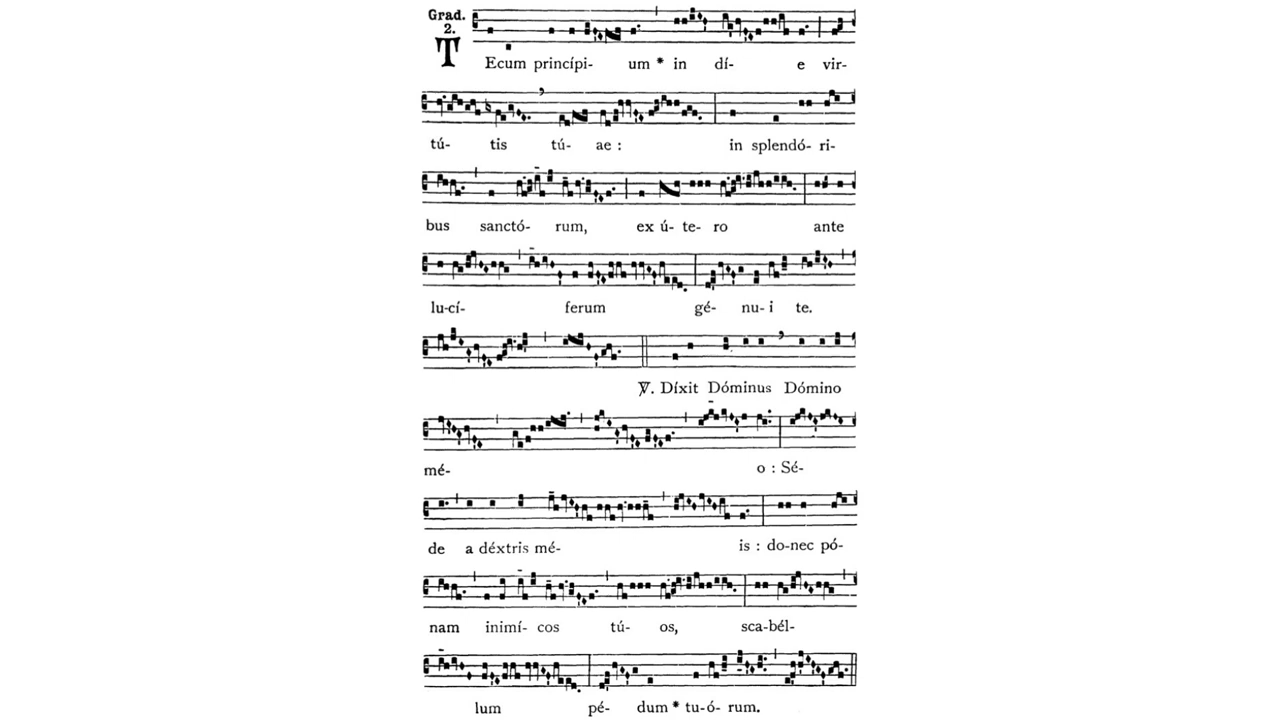 Grad.
2.
TEcum princípi- um * in dí- e vir-
tú- tis tú- ae : in splendó- ri-
bus sanctó- rum, ex ú- te- ro ante
lu-cí- ferum gé- nu- i te.
℣. Díxit Dóminus Dómino
mé- o : Sé-
de a déxtris mé- is : do-nec pó-
nam inimí- cos tú- os, sca-bél-
lum pé- dum * tu-ó- rum.